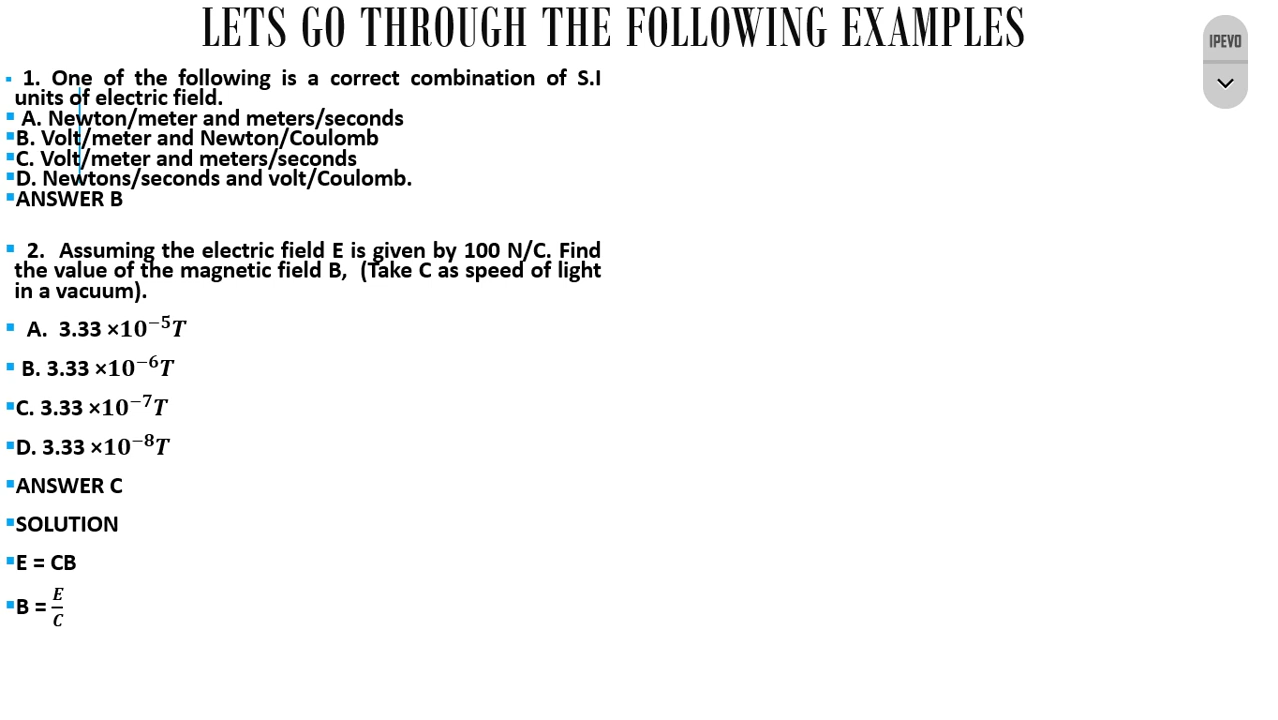 LETS GO THROUGH THE FOLLOWING EXAMPLES
IPEVO
1. One of the following is a correct combination of S.I
units of electric field.
A. Newton/meter and meters/seconds
B. Volt/meter and Newton/Coulomb
C. Volt/meter and meters/seconds
D. Newtons/seconds and volt/Coulomb.
ANSWER B
2. Assuming the electric field E is given by 100 N/C. Find
the value of the magnetic field B, (Take C as speed of light
in a vacuum).
A. 3.33 ×10⁻⁵T
B. 3.33 ×10⁻⁶T
C. 3.33 ×10⁻⁷T
D. 3.33 ×10⁻⁸T
ANSWER C
SOLUTION
E = CB
B = E/C